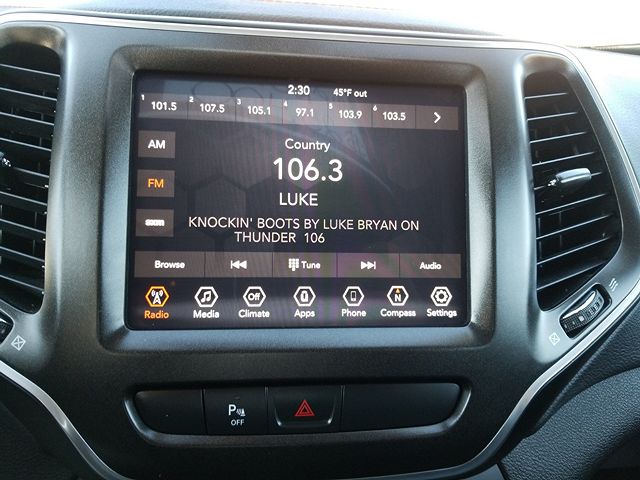 2:30 45°F out
1 101.5 2 107.5 3 105.1 4 97.1 5 103.9 6 103.5
AM
FM
sxm
Country
106.3
LUKE
KNOCKIN' BOOTS BY LUKE BRYAN ON
THUNDER 106
Browse Tune Audio
Off
N
Radio Media Climate Apps Phone Compass Settings
P
OFF